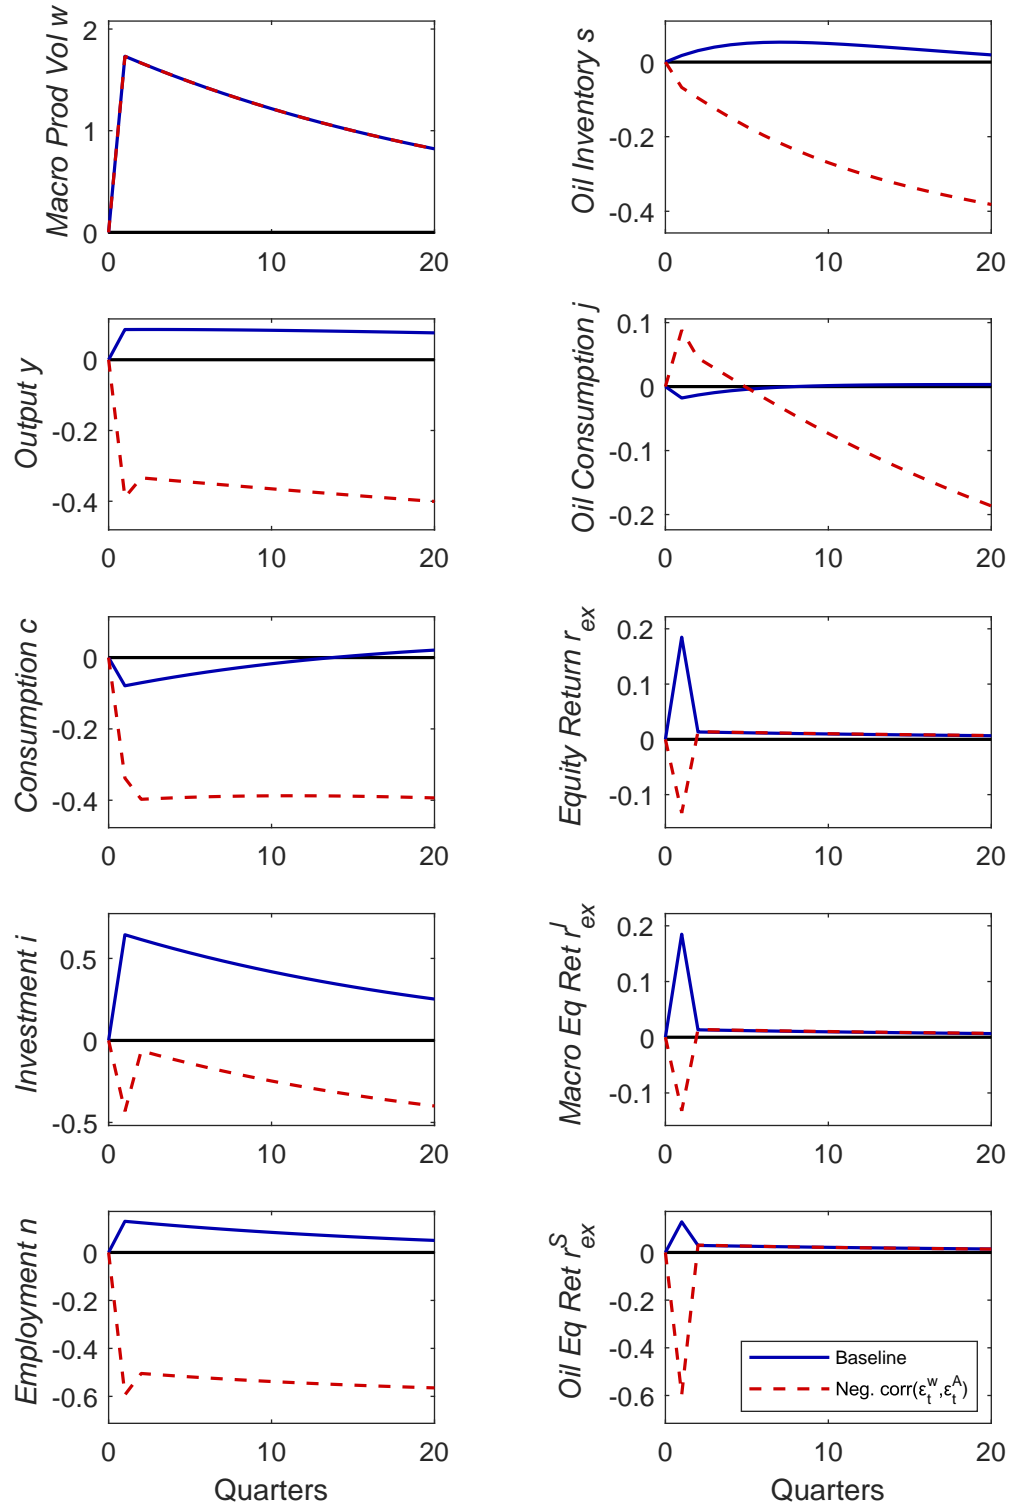 Macro Prod Vol w
2
1
0
0 10 20
Oil Inventory s
0
-0.2
-0.4
0 10 20
Output y
0
-0.2
-0.4
0 10 20
Oil Consumption j
0.1
0
-0.1
-0.2
0 10 20
Consumption c
0
-0.2
-0.4
0 10 20
Equity Return r_ex
0.2
0.1
0
-0.1
0 10 20
Investment i
0.5
0
-0.5
0 10 20
Macro Eq Ret r^J_ex
0.2
0.1
0
-0.1
0 10 20
Employment n
0
-0.2
-0.4
-0.6
0 10 20
Quarters
Oil Eq Ret r^S_ex
0
-0.2
-0.4
-0.6
0 10 20
Quarters
Baseline
Neg. corr(ε^w_t,ε^A_t)